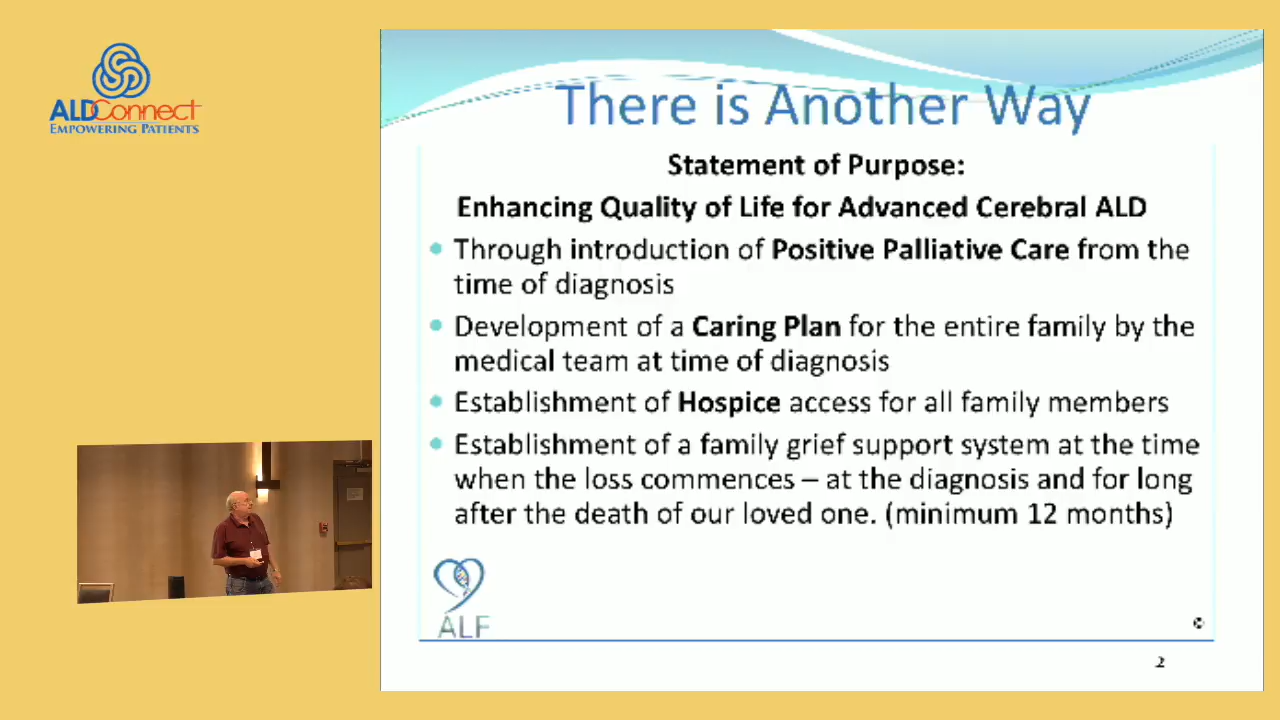 ALDConnect
EMPOWERING PATIENTS
There is Another Way
Statement of Purpose:
Enhancing Quality of Life for Advanced Cerebral ALD
Through introduction of Positive Palliative Care from the
time of diagnosis
Development of a Caring Plan for the entire family by the
medical team at time of diagnosis
Establishment of Hospice access for all family members
Establishment of a family grief support system at the time
when the loss commences – at the diagnosis and for long
after the death of our loved one. (minimum 12 months)
ALF
2